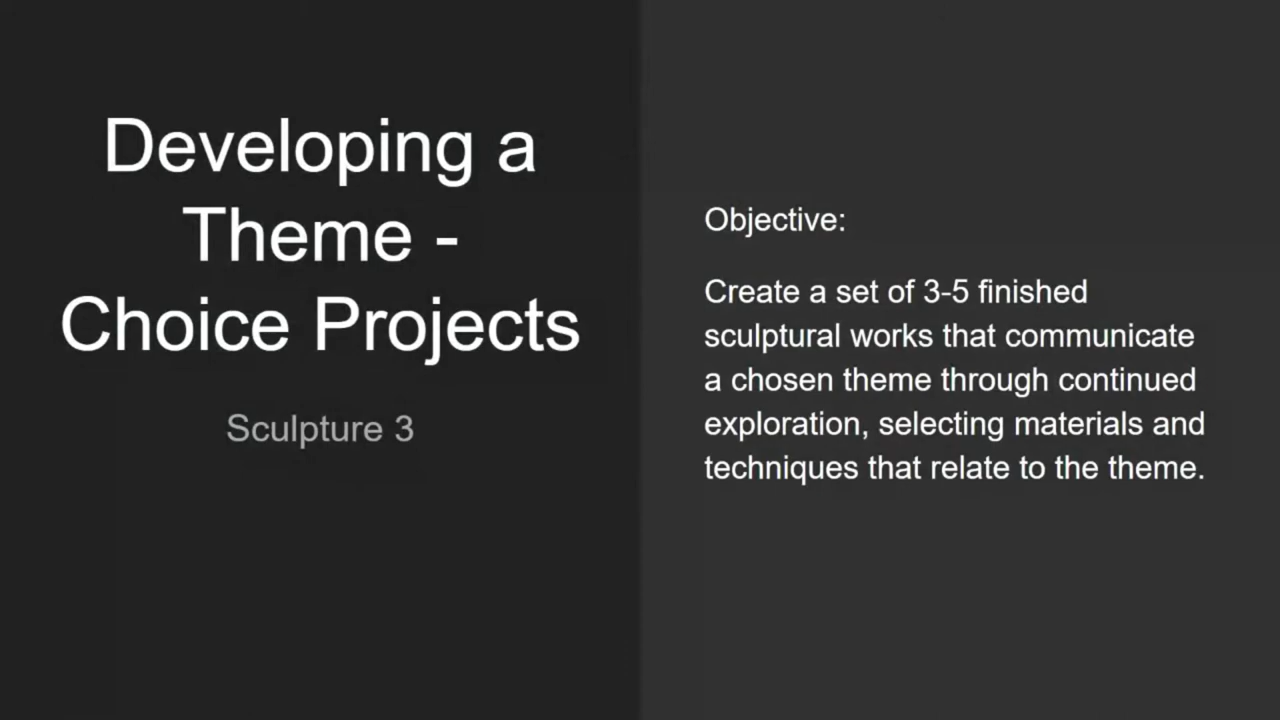 Developing a
Theme -
Choice Projects
Sculpture 3
Objective:
Create a set of 3-5 finished
sculptural works that communicate
a chosen theme through continued
exploration, selecting materials and
techniques that relate to the theme.